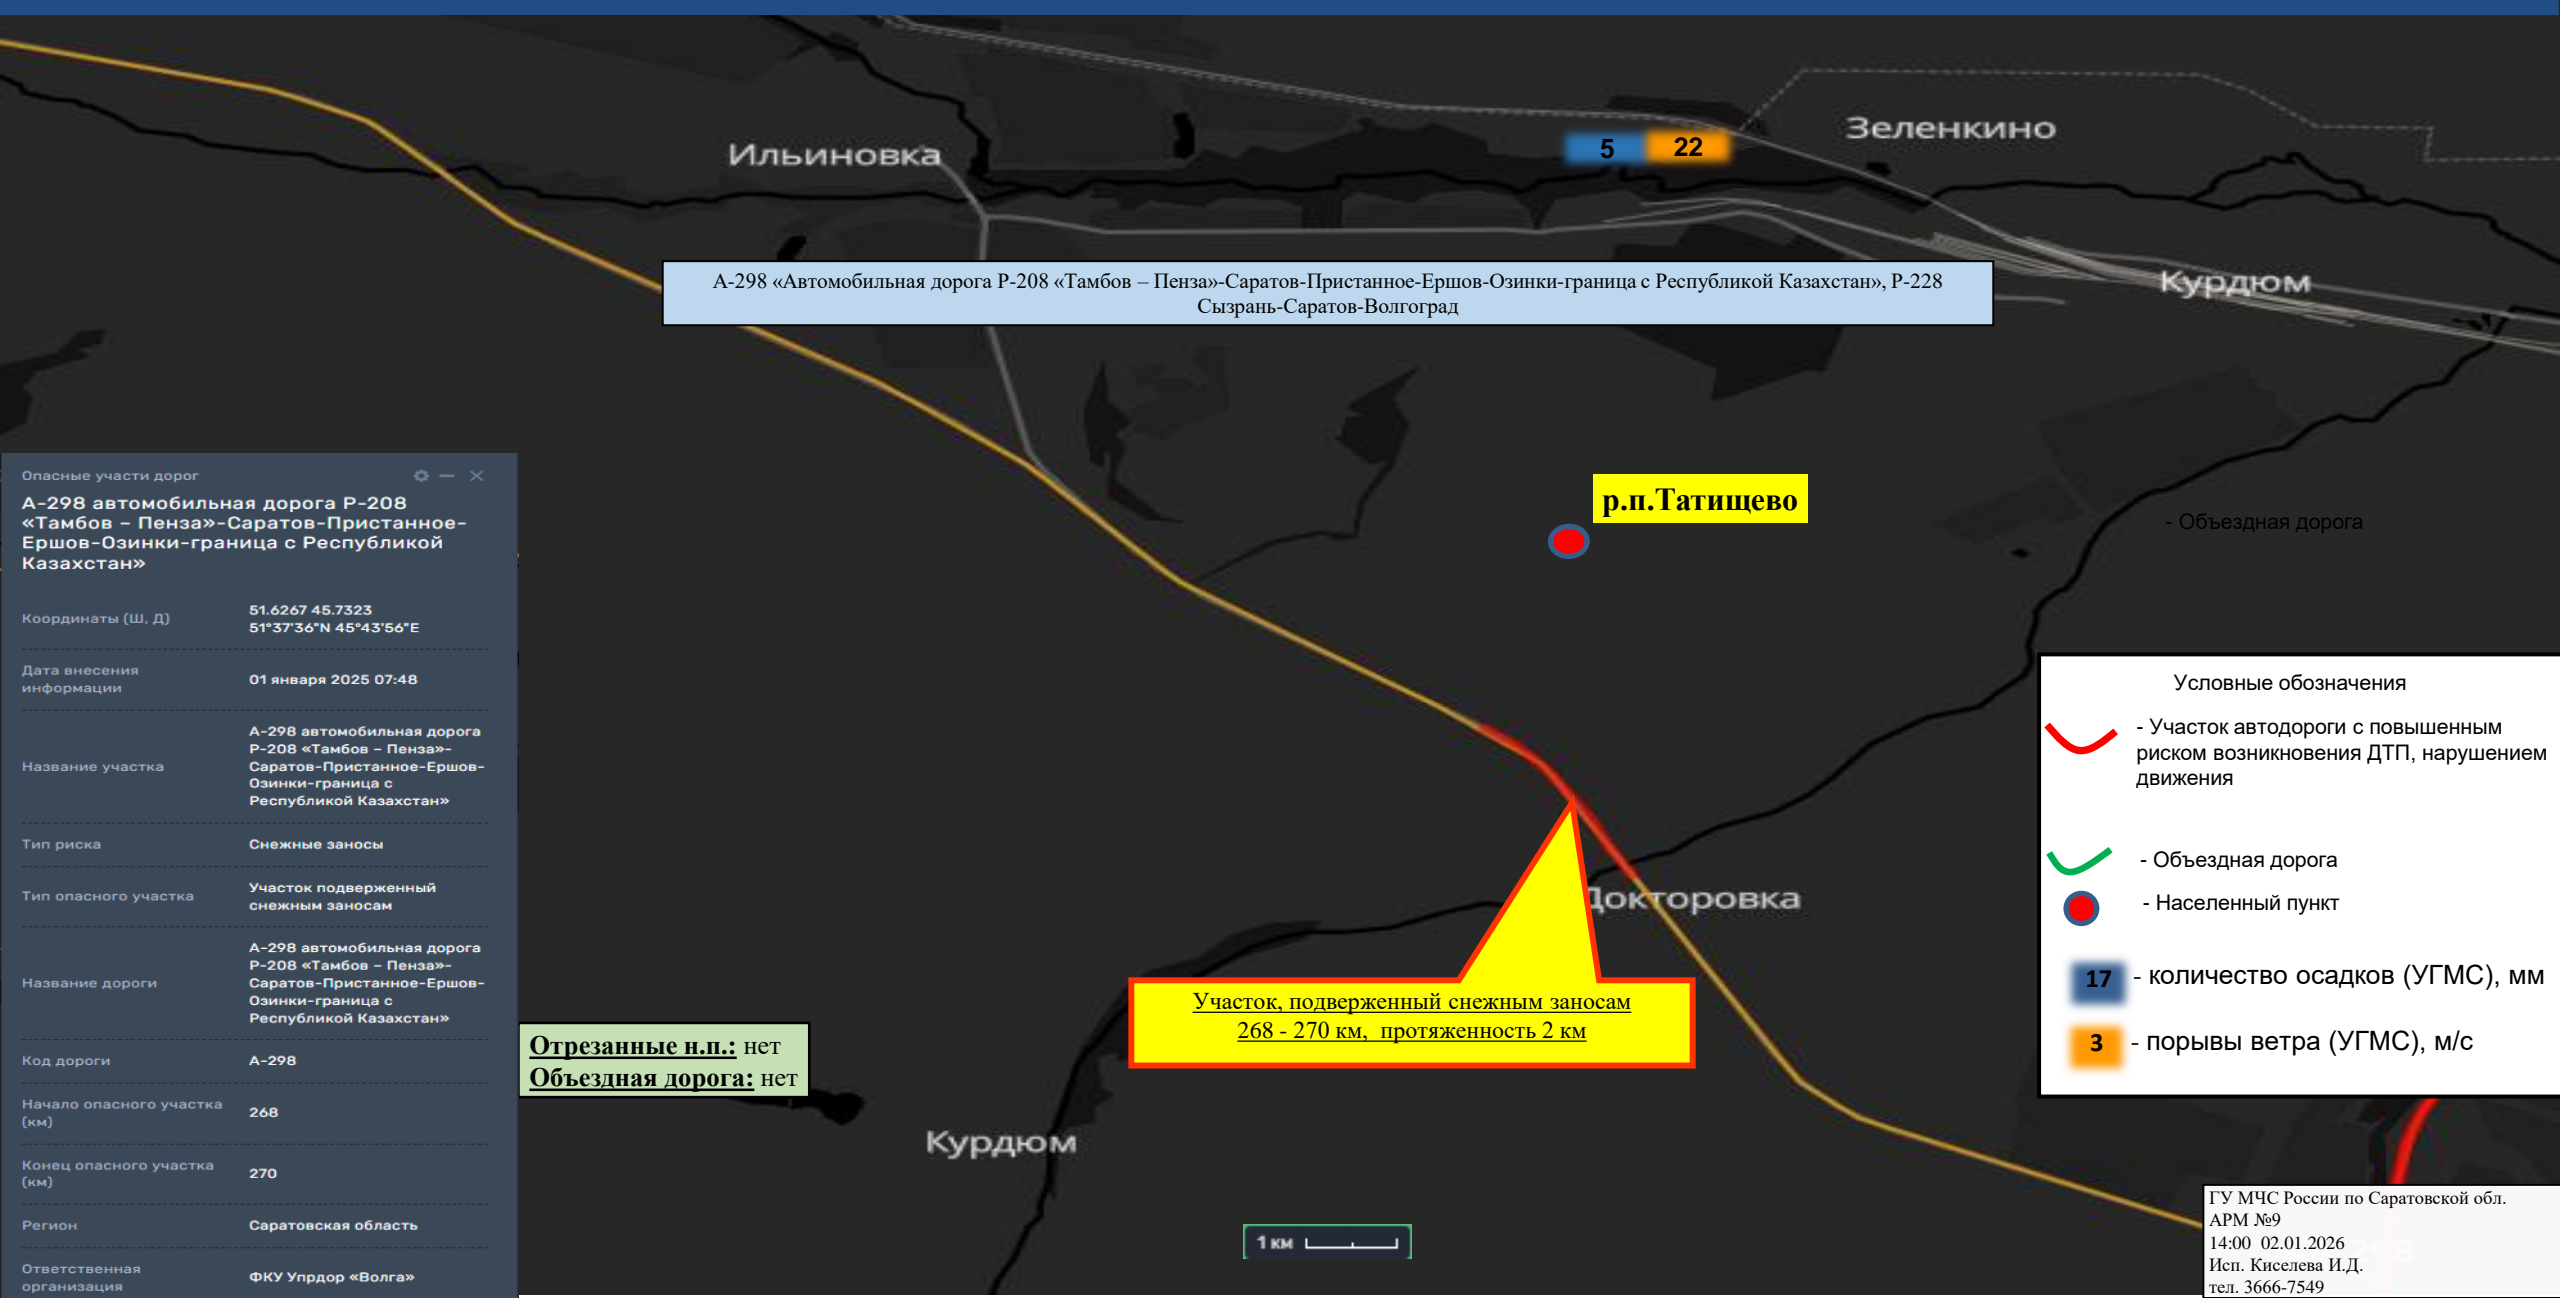 Ильиновка
Зеленкино
5
22
Курдюм
А-298 «Автомобильная дорога Р-208 «Тамбов – Пенза»-Саратов-Пристанное-Ершов-Озинки-граница с Республикой Казахстан», Р-228
Сызрань-Саратов-Волгоград
р.п.Татищево
- Объездная дорога
Опасные участи дорог
А-298 автомобильная дорога Р-208
«Тамбов – Пенза»-Саратов-Пристанное-
Ершов-Озинки-граница с Республикой
Казахстан»
Координаты (Ш, Д)
51.6267 45.7323
51°37'36"N 45°43'56"E
Дата внесения
информации
01 января 2025 07:48
Название участка
А-298 автомобильная дорога
Р-208 «Тамбов – Пенза»-
Саратов-Пристанное-Ершов-
Озинки-граница с
Республикой Казахстан»
Тип риска
Снежные заносы
Тип опасного участка
Участок подверженный
снежным заносам
Название дороги
А-298 автомобильная дорога
Р-208 «Тамбов – Пенза»-
Саратов-Пристанное-Ершов-
Озинки-граница с
Республикой Казахстан»
Код дороги
А-298
Начало опасного участка
(км)
268
Конец опасного участка
(км)
270
Регион
Саратовская область
Ответственная
организация
ФКУ Упрдор «Волга»
Отрезанные н.п.: нет
Объездная дорога: нет
Докторовка
Участок, подверженный снежным заносам
268 - 270 км, протяженность 2 км
Курдюм
1 км
Условные обозначения
- Участок автодороги с повышенным
риском возникновения ДТП, нарушением
движения
- Объездная дорога
- Населенный пункт
17 - количество осадков (УГМС), мм
3 - порывы ветра (УГМС), м/с
ГУ МЧС России по Саратовской обл.
АРМ №9
14:00 02.01.2026
Исп. Киселева И.Д.
тел. 3666-7549